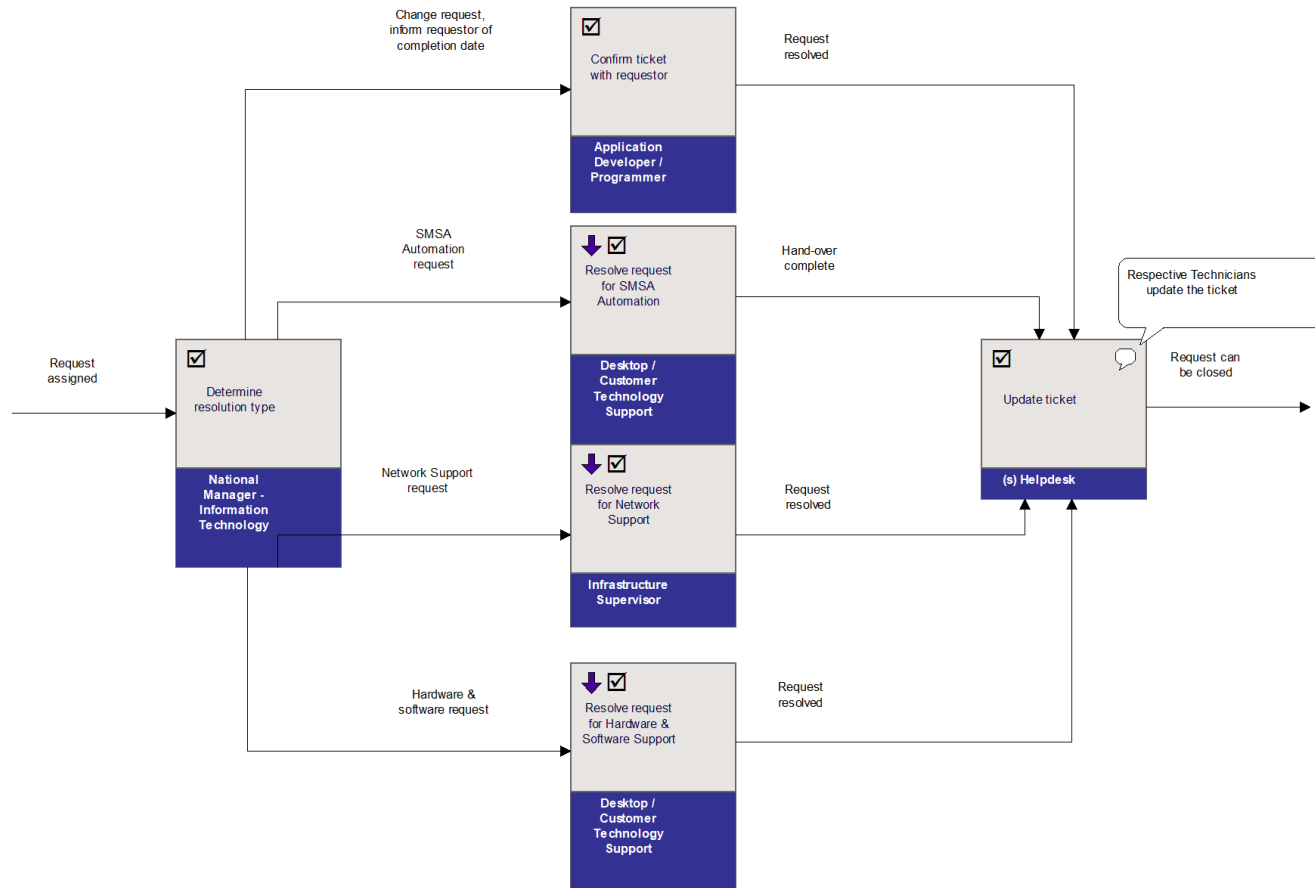 Change request,
inform requestor of
completion date
Confirm ticket
with requestor
Application
Developer /
Programmer
Request
resolved
SMSA
Automation
request
Resolve request
for SMSA
Automation
Desktop /
Customer
Technology
Support
Hand-over
complete
Respective Technicians
update the ticket
Request
assigned
Determine
resolution type
National
Manager -
Information
Technology
Network Support
request
Resolve request
for Network
Support
Infrastructure
Supervisor
Request
resolved
Update ticket
(s) Helpdesk
Request can
be closed
Hardware &
software request
Resolve request
for Hardware &
Software Support
Desktop /
Customer
Technology
Support
Request
resolved